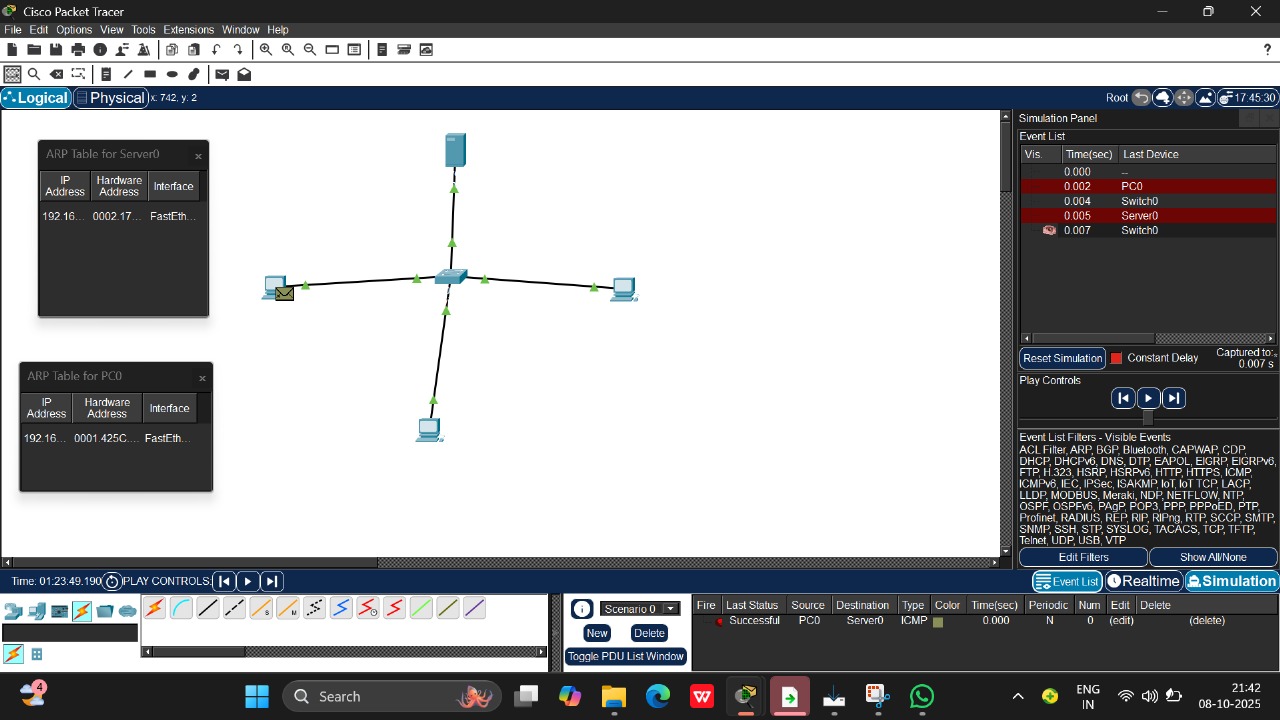 Cisco Packet Tracer
File Edit Options View Tools Extensions Window Help
?
Logical Physical x: 742, y: 2 Root 17:45:30
ARP Table for Server0
IP Address Hardware Address Interface
192.16... 0002.17... FastEth...
ARP Table for PC0
IP Address Hardware Address Interface
192.16... 0001.425C.... FastEth...
Simulation Panel
Event List
Vis. Time(sec) Last Device
0.000 --
0.002 PC0
0.004 Switch0
0.005 Server0
0.007 Switch0
Reset Simulation Constant Delay Captured to:
0.007 s
Play Controls
Event List Filters - Visible Events
ACL Filter, ARP, BGP, Bluetooth, CAPWAP, CDP,
DHCP, DHCPv6, DNS, DTP, EAPOL, EIGRP, EIGRPv6,
FTP, H.323, HSRP, HSRPv6, HTTP, HTTPS, ICMP,
ICMPv6, IEC, IPSec, ISAKMP, IoT, IoT TCP, LACP,
LLDP, MODBUS, Meraki, NDP, NETFLOW, NTP,
OSPF, OSPFv6, PAgP, POP3, PPP, PPPoED, PTP,
Profinet, RADIUS, REP, RIP, RIPng, RTP, SCCP, SMTP,
SNMP, SSH, STP, SYSLOG, TACACS, TCP, TFTP,
Telnet, UDP, USB, VTP
Edit Filters Show All/None
Time: 01:23:49.190 PLAY CONTROLS: Event List Realtime Simulation
Scenario 0
New Delete
Toggle PDU List Window
Fire Last Status Source Destination Type Color Time(sec) Periodic Num Edit Delete
Successful PC0 Server0 ICMP 0.000 N 0 (edit) (delete)
4
Search
ENG
IN
21:42
08-10-2025